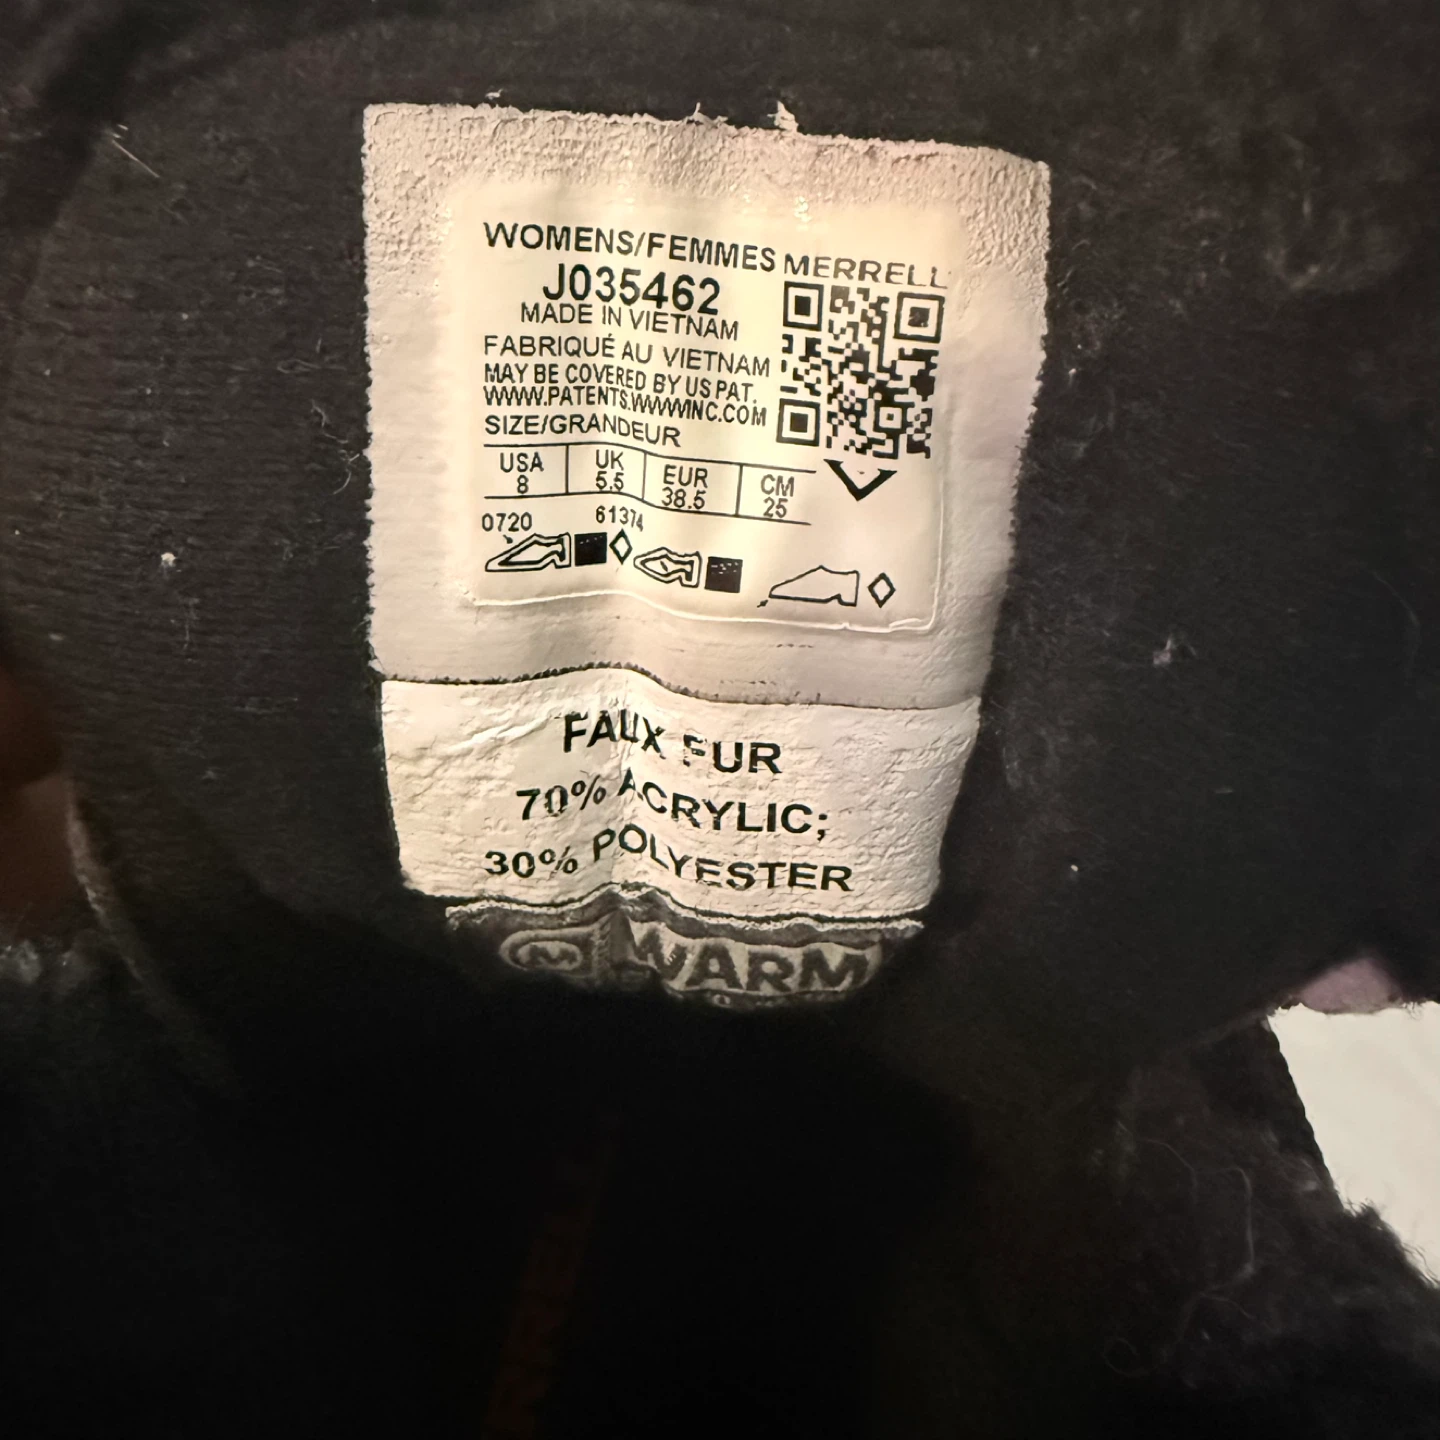 WOMENS/FEMMES MERRELL
J035462
MADE IN VIETNAM
FABRIQUÉ AU VIETNAM
MAY BE COVERED BY US PAT.
WWW.PATENTS.WWWINC.COM
SIZE/GRANDEUR
USA UK EUR CM
8 5.5 38.5 25
0720 61374
FAUX FUR
70% ACRYLIC;
30% POLYESTER
M WARM